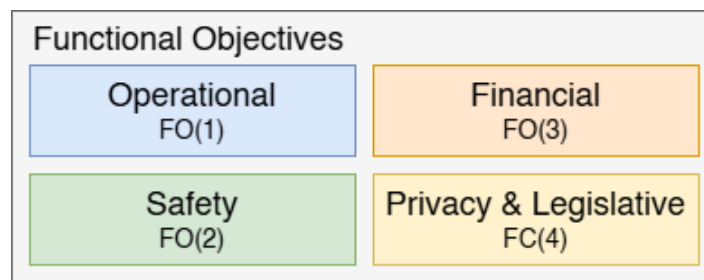 Functional Objectives
Operational
FO(1)
Financial
FO(3)
Safety
FO(2)
Privacy & Legislative
FC(4)